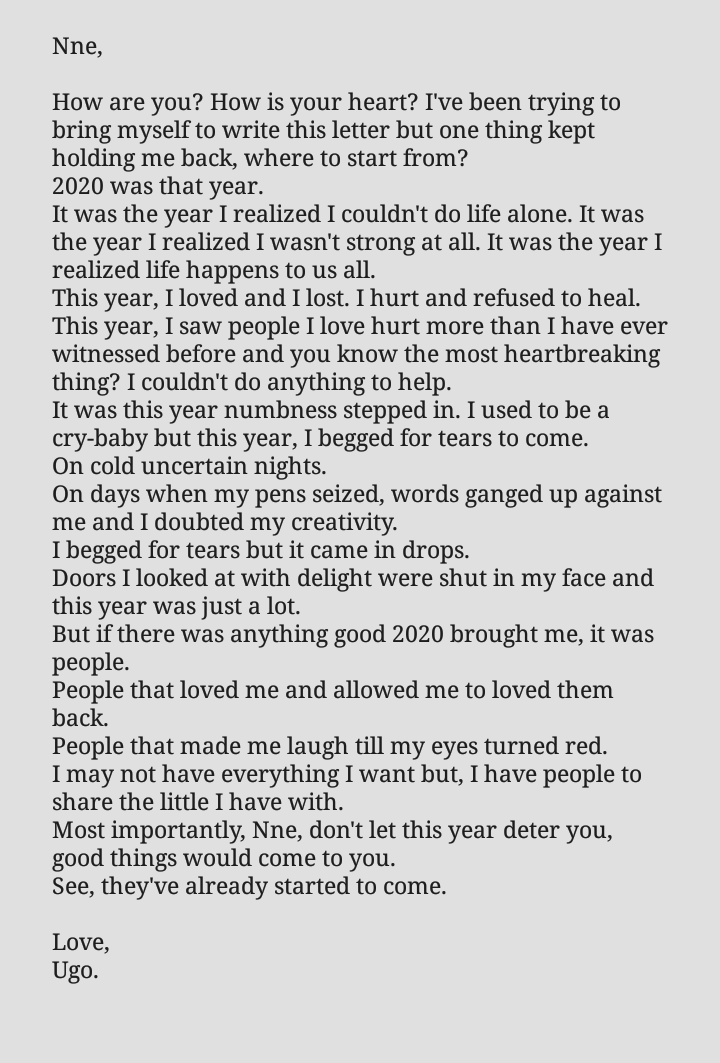 Nne,
How are you? How is your heart? I've been trying to
bring myself to write this letter but one thing kept
holding me back, where to start from?
2020 was that year.
It was the year I realized I couldn't do life alone. It was
the year I realized I wasn't strong at all. It was the year I
realized life happens to us all.
This year, I loved and I lost. I hurt and refused to heal.
This year, I saw people I love hurt more than I have ever
witnessed before and you know the most heartbreaking
thing? I couldn't do anything to help.
It was this year numbness stepped in. I used to be a
cry-baby but this year, I begged for tears to come.
On cold uncertain nights.
On days when my pens seized, words ganged up against
me and I doubted my creativity.
I begged for tears but it came in drops.
Doors I looked at with delight were shut in my face and
this year was just a lot.
But if there was anything good 2020 brought me, it was
people.
People that loved me and allowed me to loved them
back.
People that made me laugh till my eyes turned red.
I may not have everything I want but, I have people to
share the little I have with.
Most importantly, Nne, don't let this year deter you,
good things would come to you.
See, they've already started to come.
Love,
Ugo.